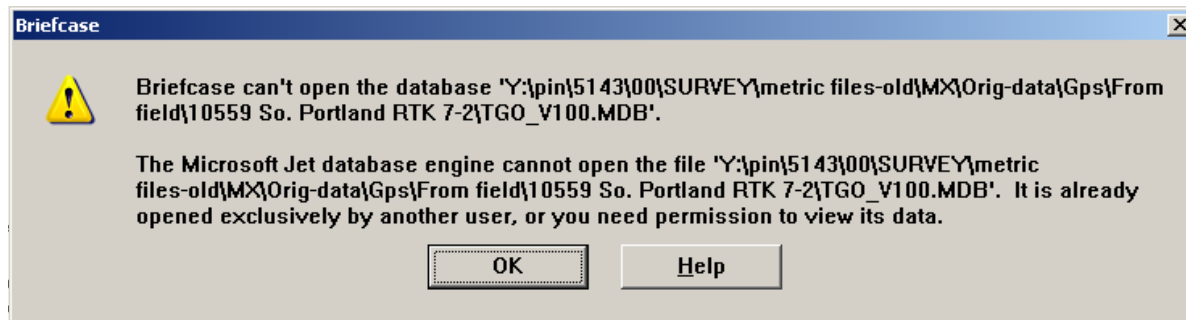 Briefcase
Briefcase can't open the database 'Y:\pin\5143\00\SURVEY\metric files-old\MX\Orig-data\Gps\From
field\10559 So. Portland RTK 7-2\TGO_V100.MDB'.
The Microsoft Jet database engine cannot open the file 'Y:\pin\5143\00\SURVEY\metric
files-old\MX\Orig-data\Gps\From field\10559 So. Portland RTK 7-2\TGO_V100.MDB'.  It is already
opened exclusively by another user, or you need permission to view its data.
OK
Help